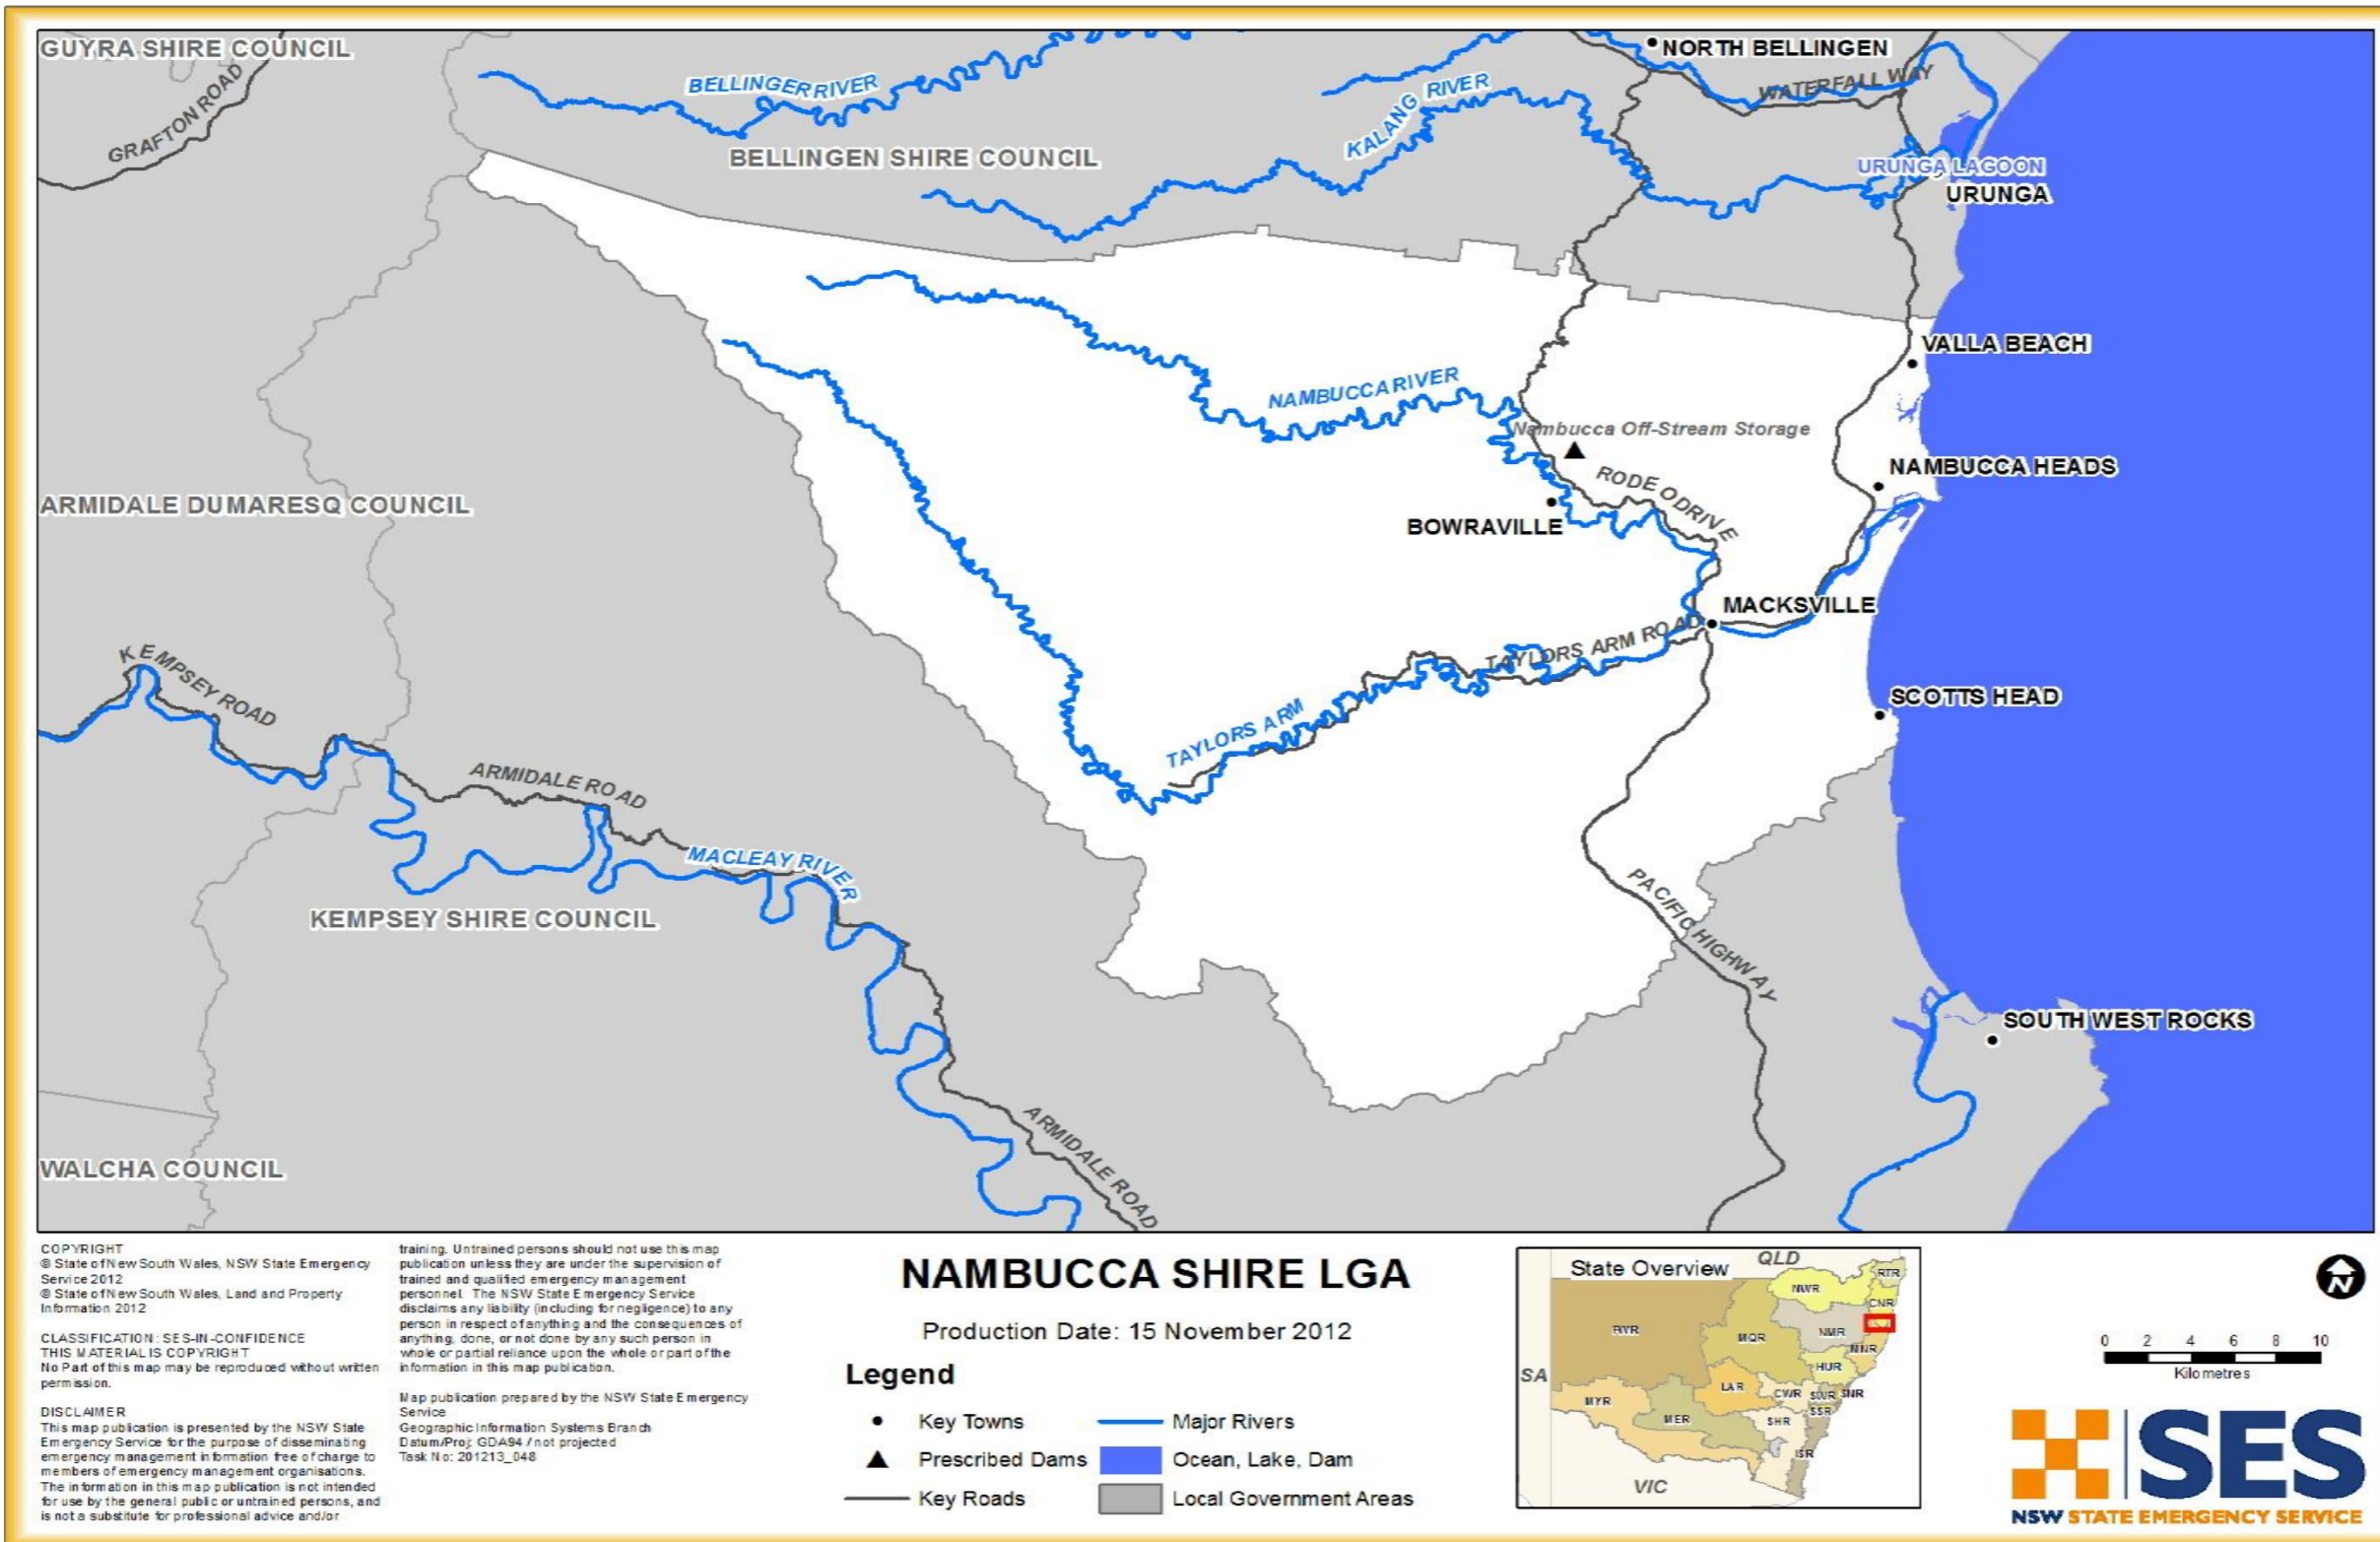 GUYRA SHIRE COUNCIL
GRAFTON ROAD
BELLINGER RIVER
KALANG RIVER
NORTH BELLINGEN
WATERFALL WAY
BELLINGEN SHIRE COUNCIL
URUNGA LAGOON
URUNGA
VALLA BEACH
NAMBUCCA RIVER
Nambucca Off-Stream Storage
NAMBUCCA HEADS
RODEO DRIVE
ARMIDALE DUMARESQ COUNCIL
BOWRAVILLE
MACKSVILLE
TAYLORS ARM ROAD
KEMPSEY ROAD
SCOTTS HEAD
TAYLORS ARM
ARMIDALE ROAD
MACLEAY RIVER
PACIFIC HIGHWAY
KEMPSEY SHIRE COUNCIL
SOUTH WEST ROCKS
ARMIDALE ROAD
WALCHA COUNCIL
COPYRIGHT
© State of New South Wales, NSW State Emergency
Service 2012
© State of New South Wales, Land and Property
Information 2012
CLASSIFICATION: SES-IN-CONFIDENCE
THIS MATERIAL IS COPYRIGHT
No Part of this map may be reproduced without written
permission.
DISCLAIMER
This map publication is presented by the NSW State
Emergency Service for the purpose of disseminating
emergency management information free of charge to
members of emergency management organisations.
The information in this map publication is not intended
for use by the general public or untrained persons, and
is not a substitute for professional advice and/or
training. Untrained persons should not use this map
publication unless they are under the supervision of
trained and qualified emergency management
personnel. The NSW State Emergency Service
disclaims any liability (including for negligence) to any
person in respect of anything and the consequences of
anything, done, or not done by any such person in
whole or partial reliance upon the whole or part of the
information in this map publication.
Map publication prepared by the NSW State Emergency
Service
Geographic Information Systems Branch
Datum/Proj: GDA94 / not projected
Task No: 201213_048
NAMBUCCA SHIRE LGA
Production Date: 15 November 2012
Legend
Key Towns
Prescribed Dams
Key Roads
Major Rivers
Ocean, Lake, Dam
Local Government Areas
State Overview
QLD
RTR
NWR
CNR
FWR
MQR
NMR
MNR
HUR
SA
LAR
CWR
SWR
SNR
MYR
MER
SHR
SSR
ISR
VIC
N
0 2 4 6 8 10
Kilometres
SES
NSW STATE EMERGENCY SERVICE